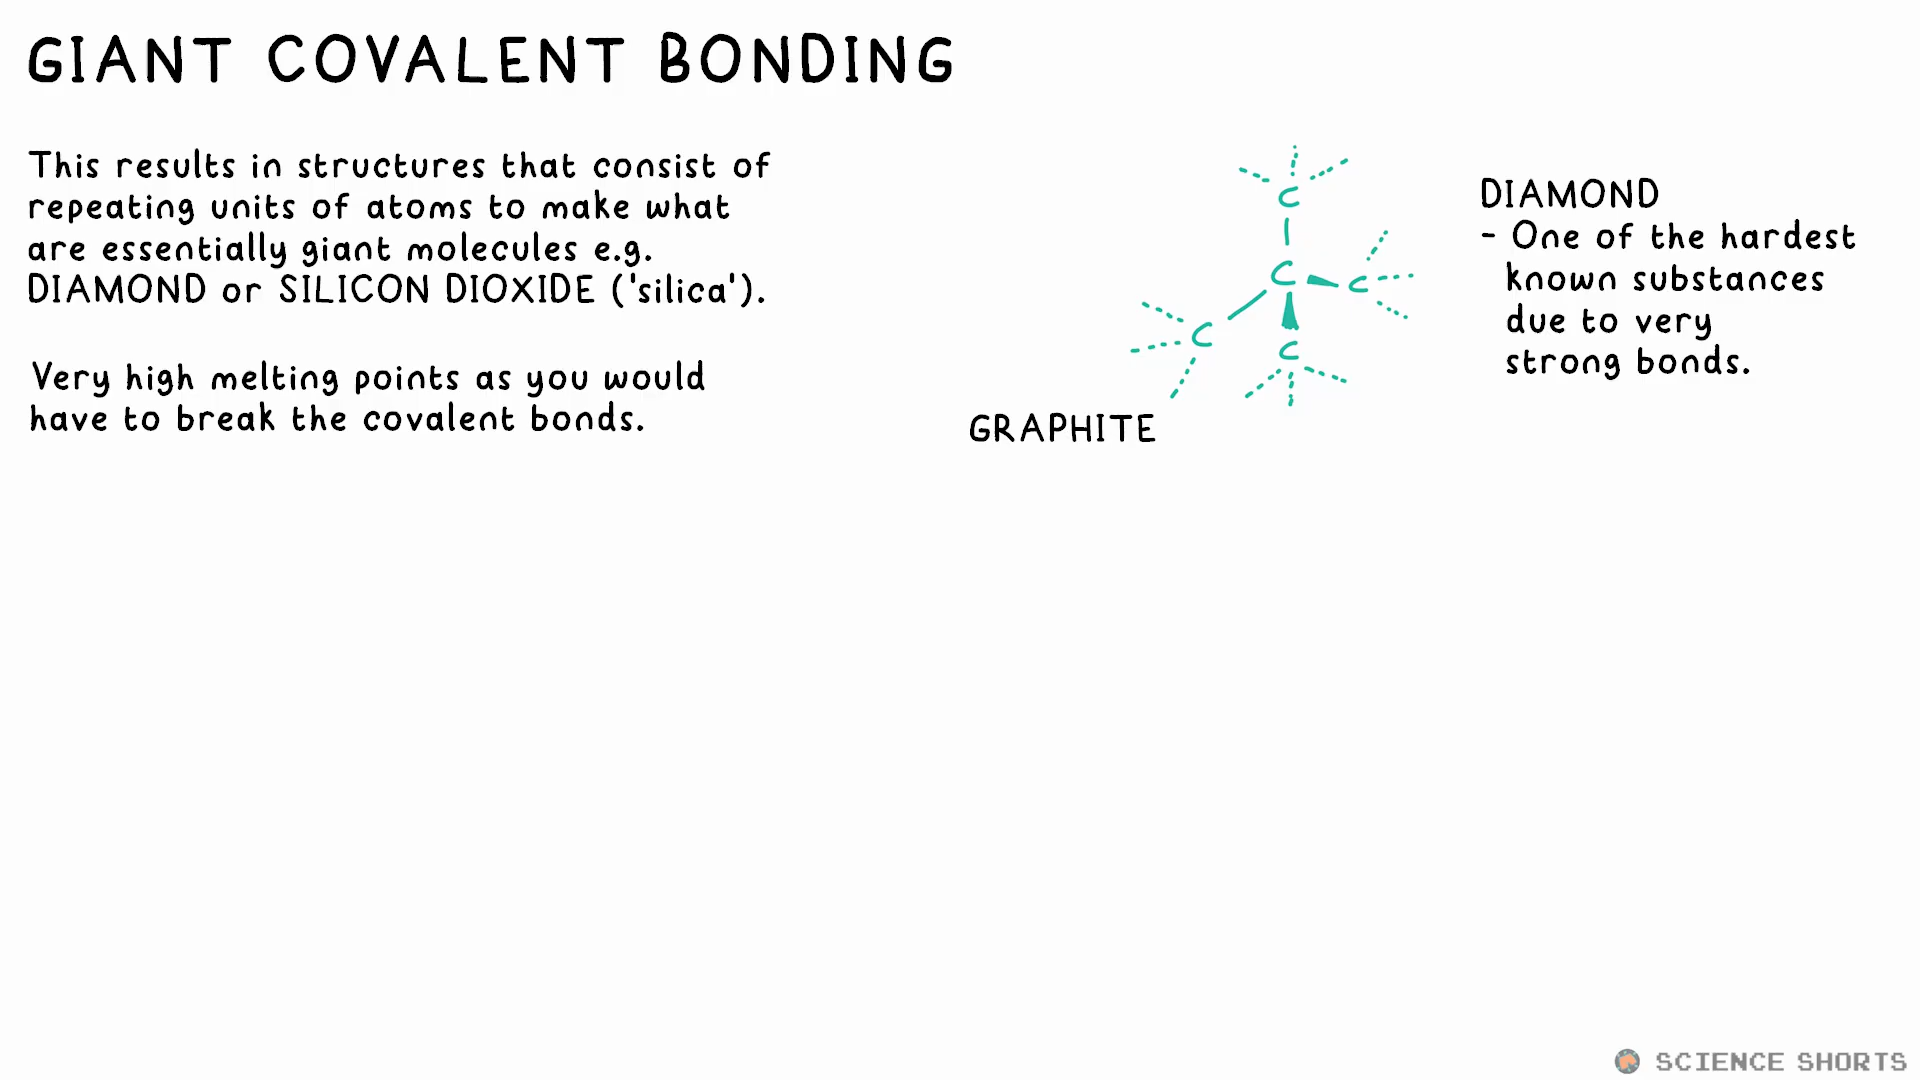 GIANT COVALENT BONDING
This results in structures that consist of
repeating units of atoms to make what
are essentially giant molecules e.g.
DIAMOND or SILICON DIOXIDE ('silica').
Very high melting points as you would
have to break the covalent bonds.
C
C
C
C
C
DIAMOND
- One of the hardest
known substances
due to very
strong bonds.
GRAPHITE
SCIENCE SHORTS